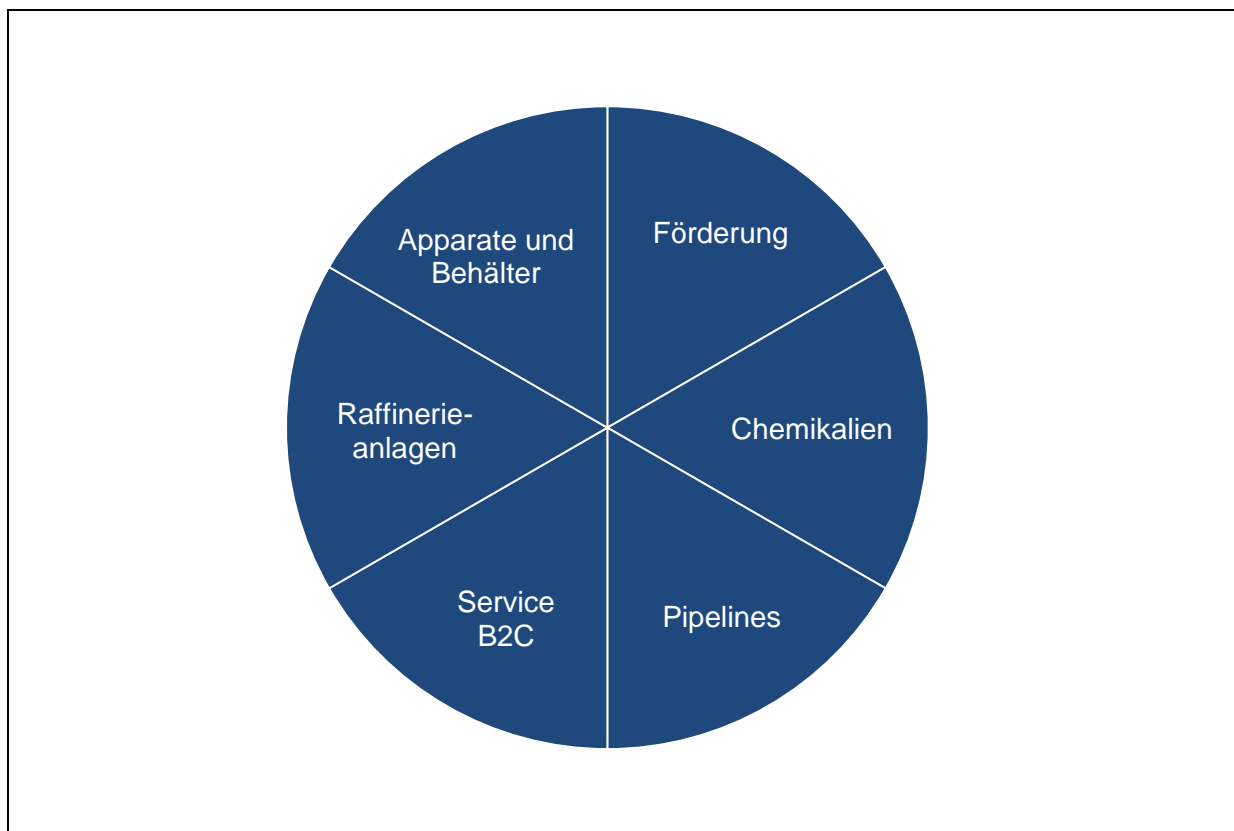 Apparate und
Behälter
Förderung
Raffinerie-
anlagen
Chemikalien
Service
B2C
Pipelines